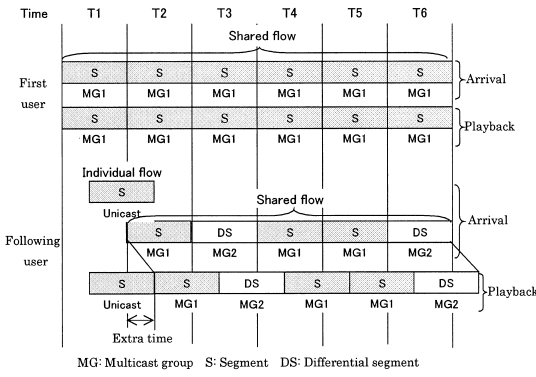 Time T1 T2 T3 T4 T5 T6
Shared flow
S S S S S S
Arrival
MG1 MG1 MG1 MG1 MG1 MG1
First
user
S S S S S S
Playback
MG1 MG1 MG1 MG1 MG1 MG1
Individual flow
S
Unicast
Shared flow
S DS S S DS
Arrival
MG1 MG2 MG1 MG1 MG2
Following
user
S S DS S S DS
Playback
Unicast MG1 MG2 MG1 MG1 MG2
Extra time
MG: Multicast group S: Segment DS: Differential segment